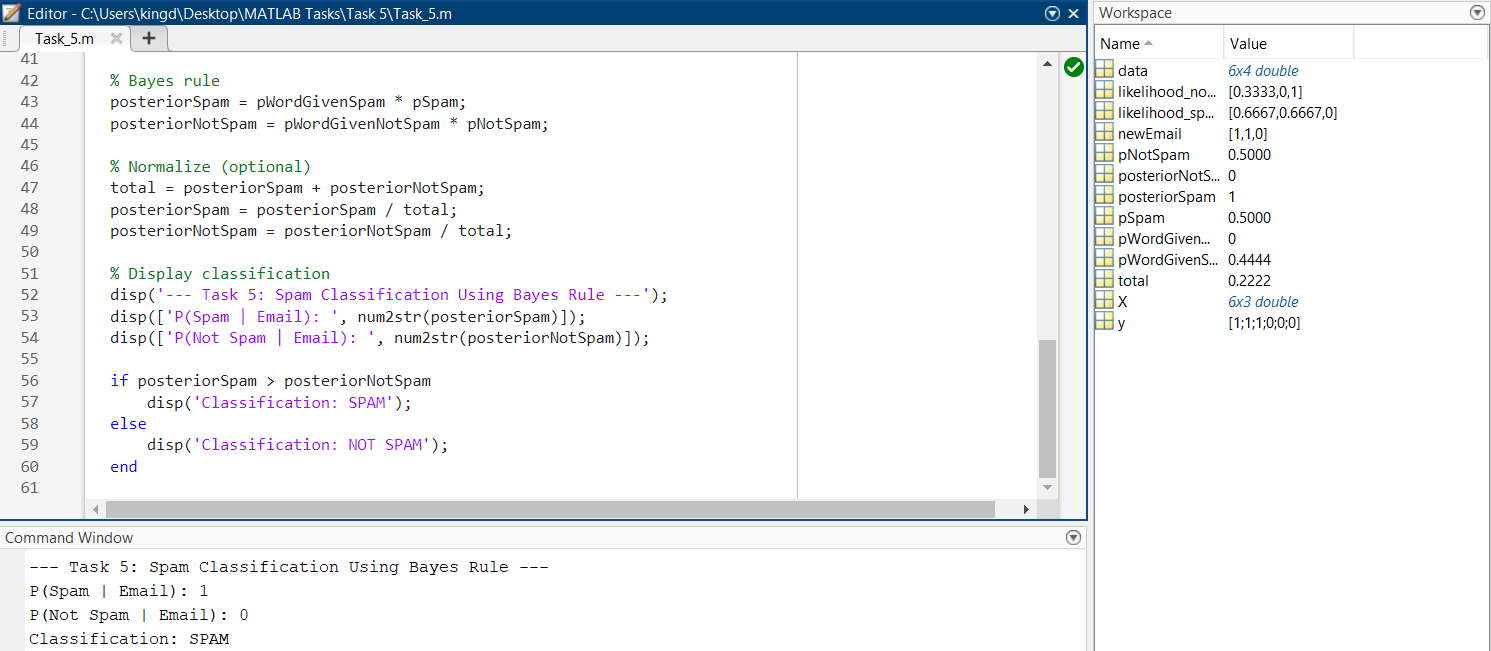 Editor - C:\Users\kingd\Desktop\MATLAB Tasks\Task 5\Task_5.m
Task_5.m
41
42 % Bayes rule
43 posteriorSpam = pWordGivenSpam * pSpam;
44 posteriorNotSpam = pWordGivenNotSpam * pNotSpam;
45
46 % Normalize (optional)
47 total = posteriorSpam + posteriorNotSpam;
48 posteriorSpam = posteriorSpam / total;
49 posteriorNotSpam = posteriorNotSpam / total;
50
51 % Display classification
52 disp('--- Task 5: Spam Classification Using Bayes Rule ---');
53 disp(['P(Spam | Email): ', num2str(posteriorSpam)]);
54 disp(['P(Not Spam | Email): ', num2str(posteriorNotSpam)]);
55
56 if posteriorSpam > posteriorNotSpam
57 disp('Classification: SPAM');
58 else
59 disp('Classification: NOT SPAM');
60 end
61
Command Window
--- Task 5: Spam Classification Using Bayes Rule ---
P(Spam | Email): 1
P(Not Spam | Email): 0
Classification: SPAM
Workspace
Name Value
data 6x4 double
likelihood_no... [0.3333,0,1]
likelihood_sp... [0.6667,0.6667,0]
newEmail [1,1,0]
pNotSpam 0.5000
posteriorNotS... 0
posteriorSpam 1
pSpam 0.5000
pWordGiven... 0
pWordGivenS... 0.4444
total 0.2222
X 6x3 double
y [1;1;1;0;0;0]